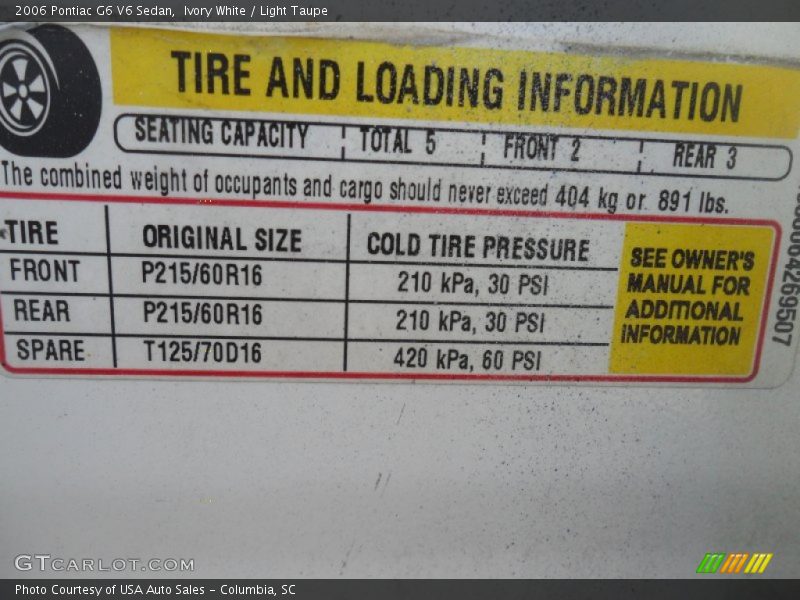 2006 Pontiac G6 V6 Sedan,  Ivory White / Light Taupe
TIRE AND LOADING INFORMATION
SEATING CAPACITY TOTAL 5 FRONT 2 REAR 3
The combined weight of occupants and cargo should never exceed 404 kg or 891 lbs.
TIRE ORIGINAL SIZE COLD TIRE PRESSURE
FRONT P215/60R16 210 kPa, 30 PSI
REAR P215/60R16 210 kPa, 30 PSI
SPARE T125/70D16 420 kPa, 60 PSI
SEE OWNER'S
MANUAL FOR
ADDITIONAL
INFORMATION
GTCARLOT.COM
Photo Courtesy of USA Auto Sales - Columbia, SC